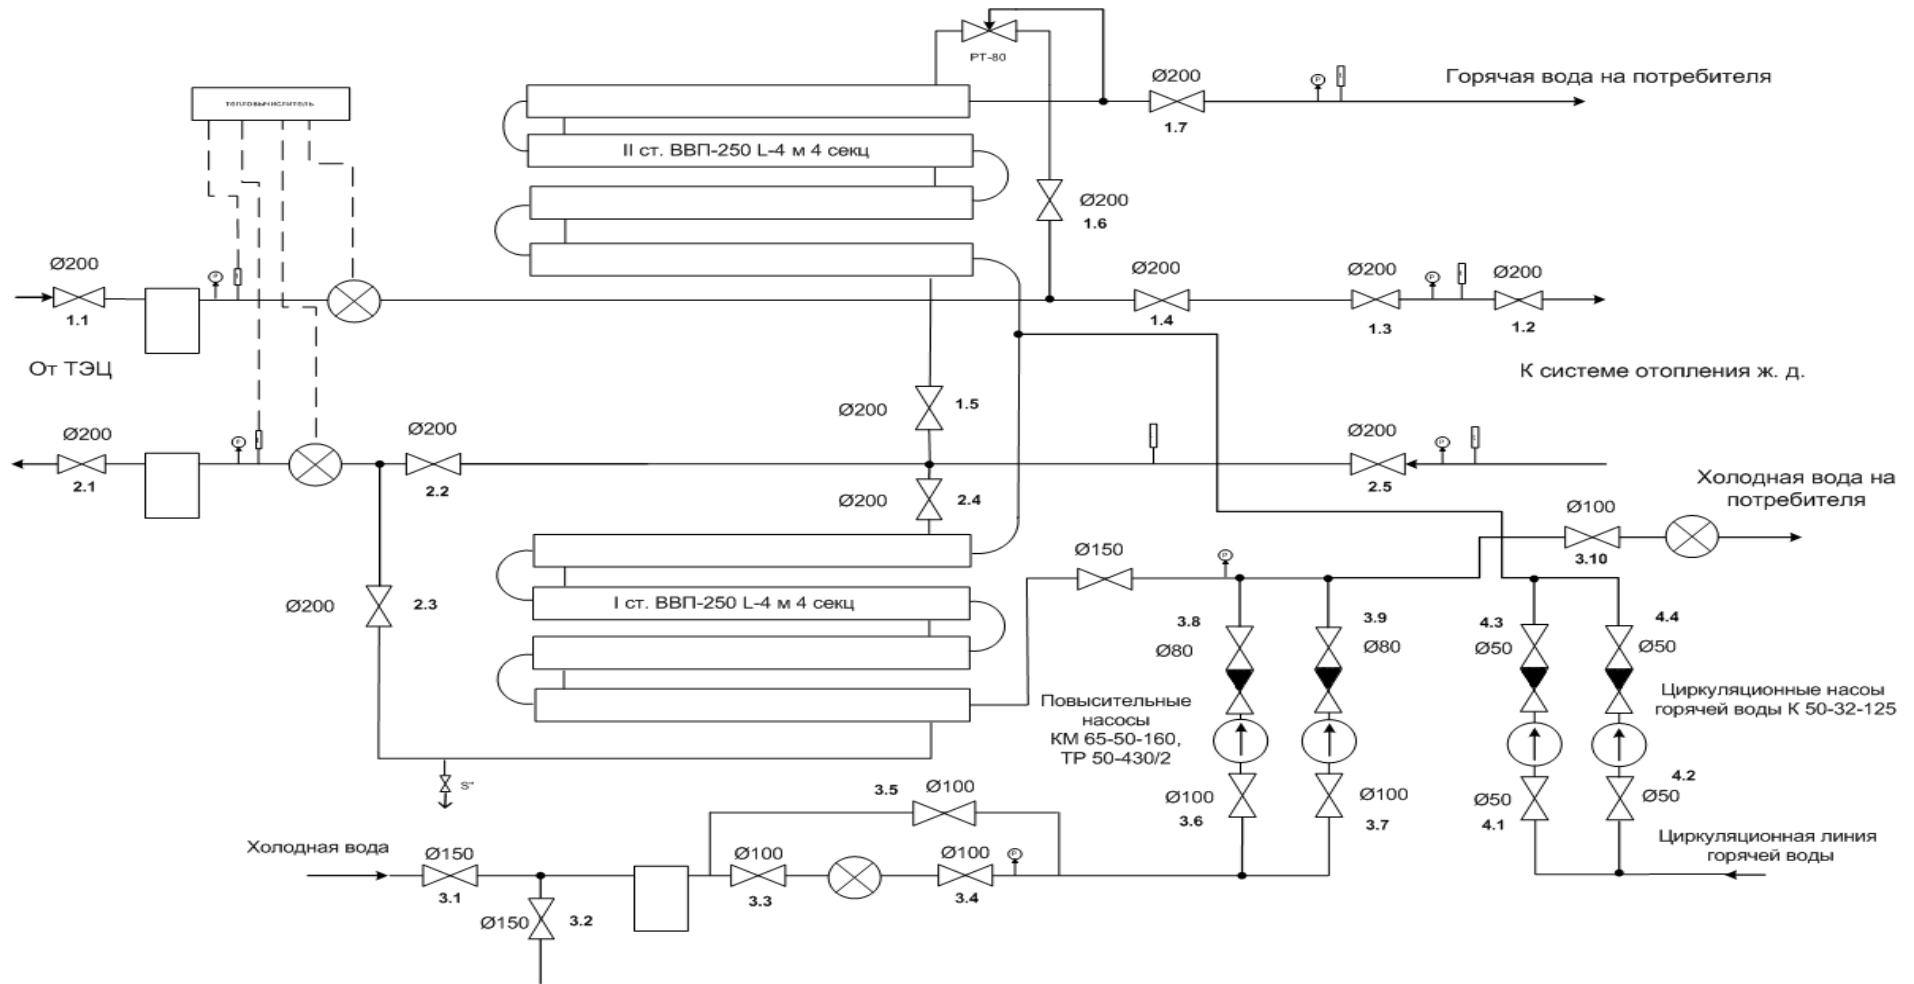 РТ-80
Ø200
Горячая вода на потребителя
1.7
тепловычислитель
II ст. ВВП-250 L-4 м 4 секц
Ø200
1.6
Ø200
1.1
Ø200
1.4
Ø200
1.3
Ø200
1.2
От ТЭЦ
К системе отопления ж. д.
Ø200
1.5
Ø200
2.1
Ø200
2.2
Ø200
2.5
Ø200
2.4
Холодная вода на
потребителя
Ø100
3.10
Ø150
I ст. ВВП-250 L-4 м 4 секц
Ø200
2.3
3.8
Ø80
3.9
Ø80
4.3
Ø50
4.4
Ø50
Повысительные
насосы
КМ 65-50-160,
ТР 50-430/2
Циркуляционные насоы
горячей воды К 50-32-125
Ø100
3.6
Ø100
3.7
Ø50
4.1
4.2
Ø50
3.5
Ø100
Холодная вода
Ø150
3.1
Ø150
3.2
Ø100
3.3
Ø100
3.4
Циркуляционная линия
горячей воды